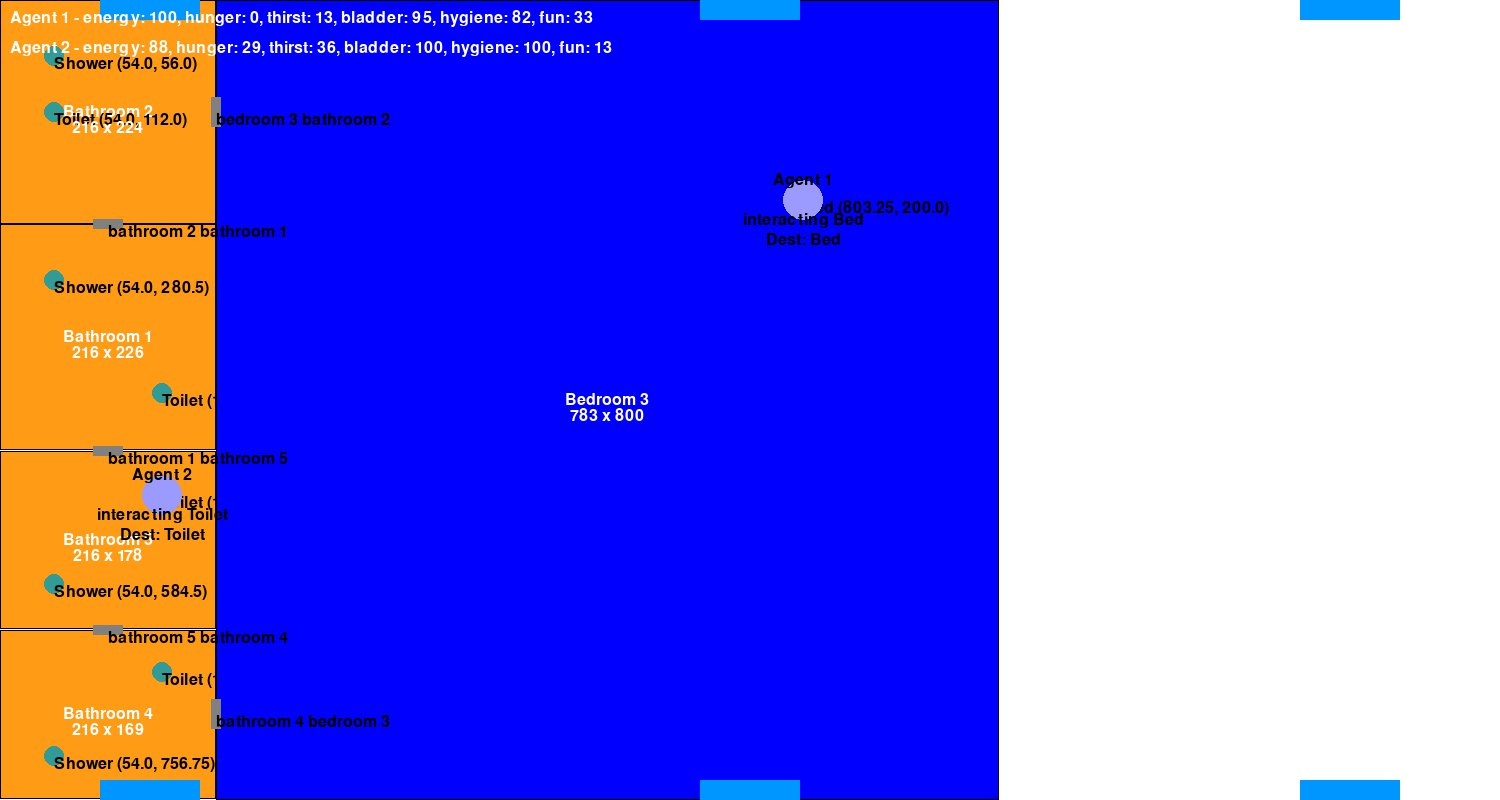 Agent 1 - energy: 100, hunger: 0, thirst: 13, bladder: 95, hygiene: 82, fun: 33
Agent 2 - energy: 88, hunger: 29, thirst: 36, bladder: 100, hygiene: 100, fun: 13
Shower (54.0, 56.0)
Bathroom 2
Toilet (54.0, 112.0)
216 x 224
bedroom 3 bathroom 2
Agent 1
(803.25, 200.0)
interacting Bed
Dest: Bed
bathroom 2 bathroom 1
Shower (54.0, 280.5)
Bathroom 1
216 x 226
Toilet (
Bedroom 3
783 x 800
bathroom 1 bathroom 5
Agent 2
interacting Toilet
Dest: Toilet
Bathroom 5
216 x 178
Shower (54.0, 584.5)
bathroom 5 bathroom 4
Toilet (
Bathroom 4
216 x 169
bathroom 4 bedroom 3
Shower (54.0, 756.75)